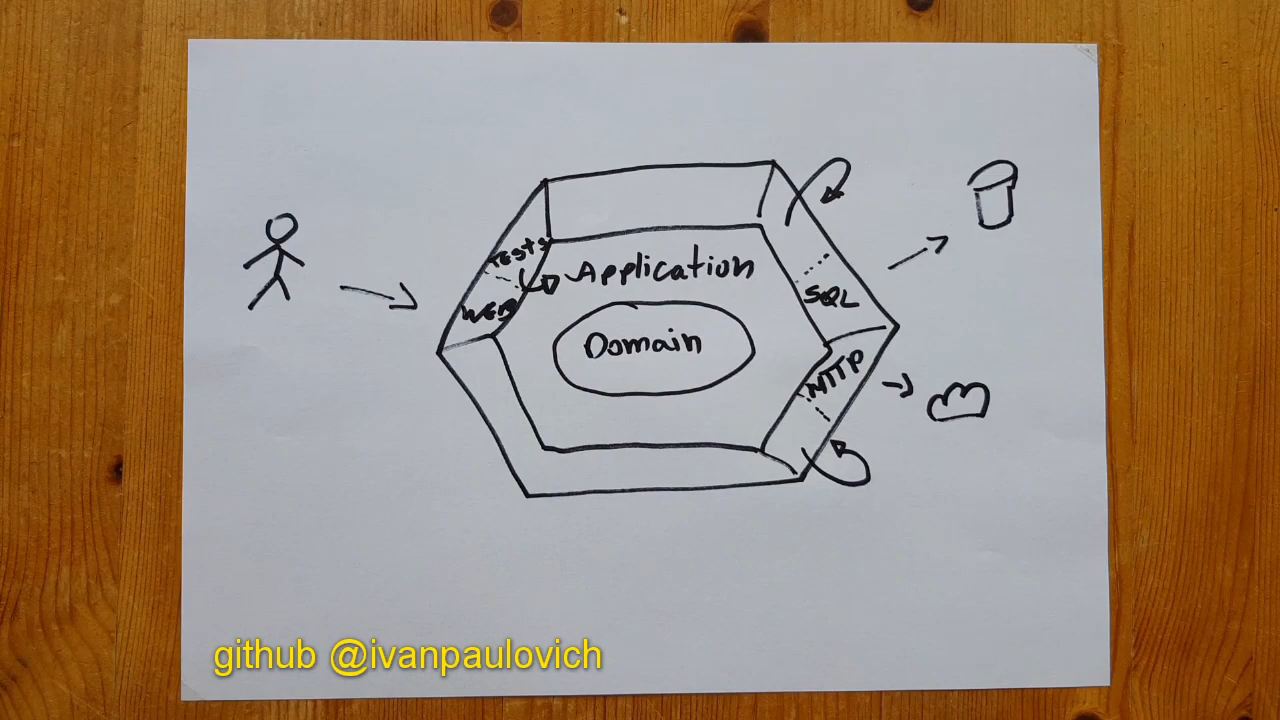 Tests
WEB
Application
Domain
SQL
HTTP
github @ivanpaulovich